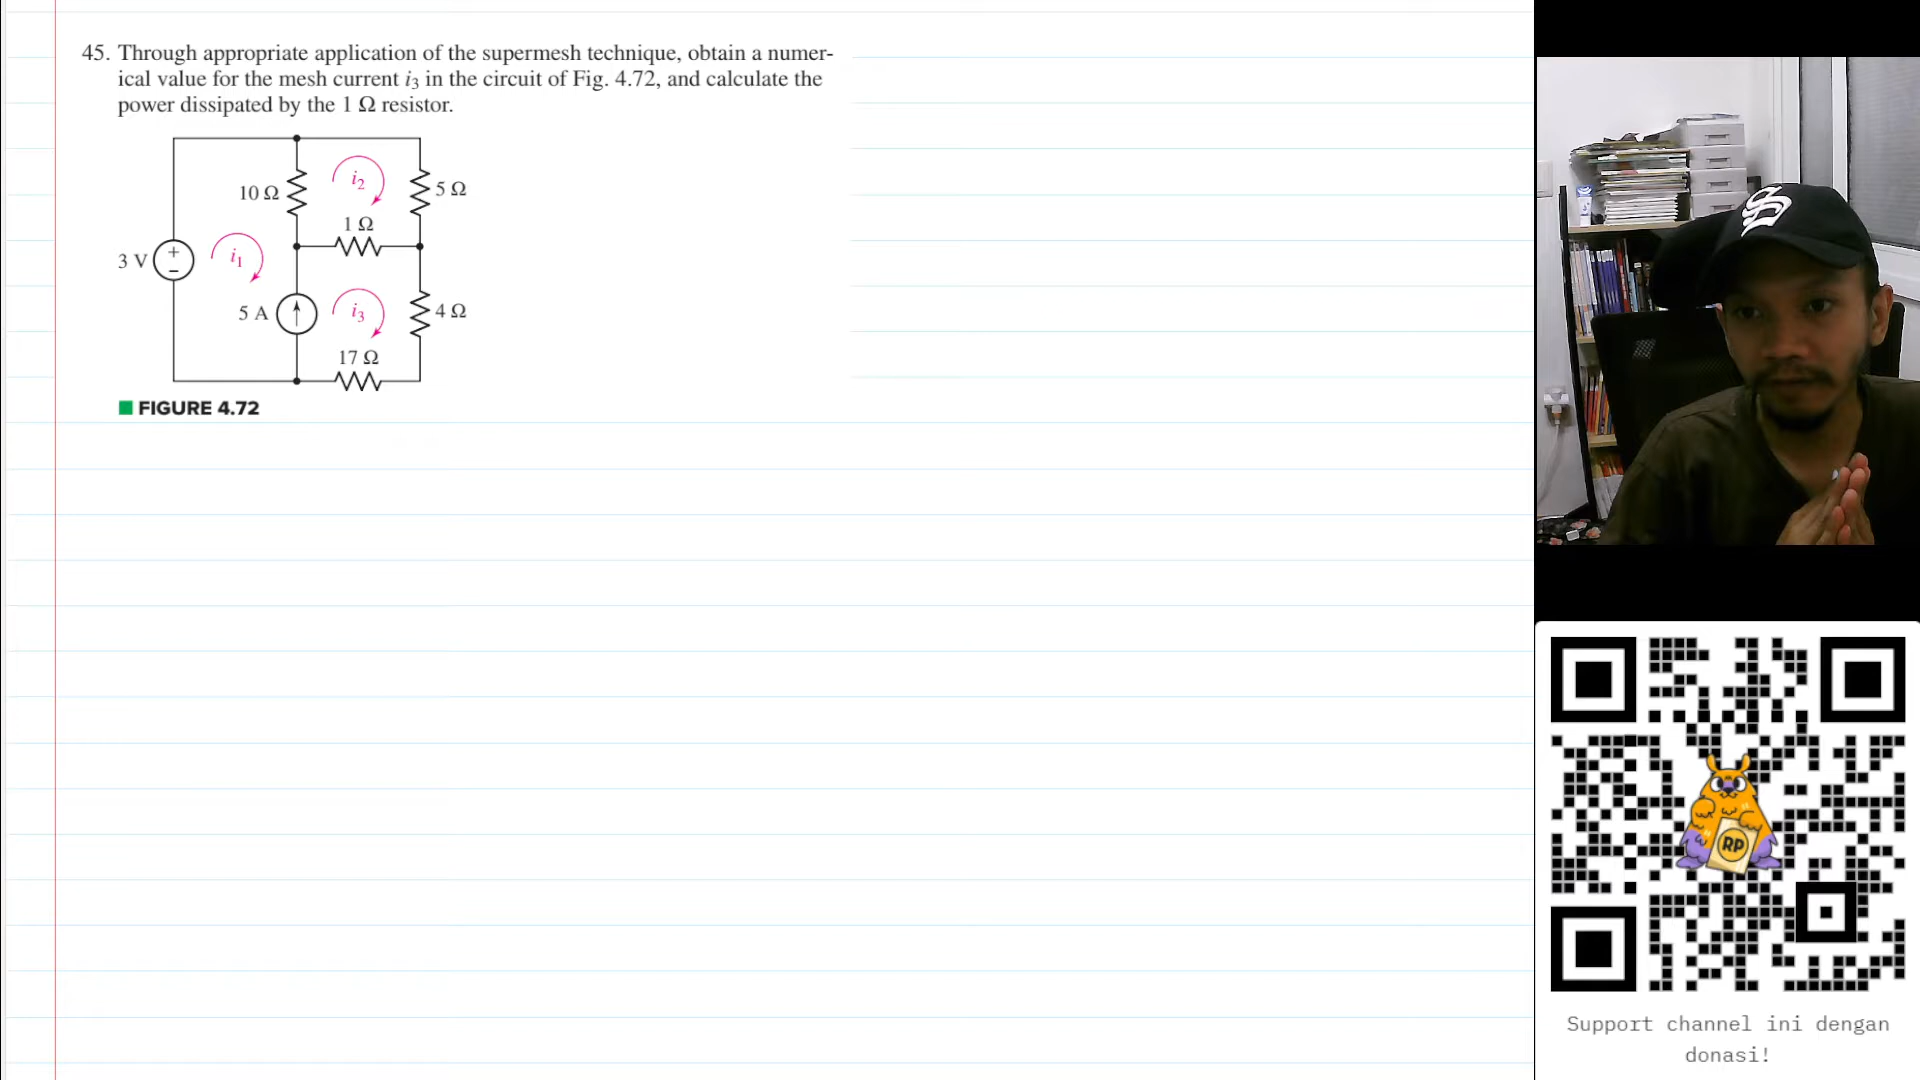 45. Through appropriate application of the supermesh technique, obtain a numer-
ical value for the mesh current i3 in the circuit of Fig. 4.72, and calculate the
power dissipated by the 1 Ω resistor.
i2
10 Ω
5 Ω
1 Ω
3 V
+
−
i1
5 A
i3
4 Ω
17 Ω
FIGURE 4.72
S
RP
Support channel ini dengan
donasi!